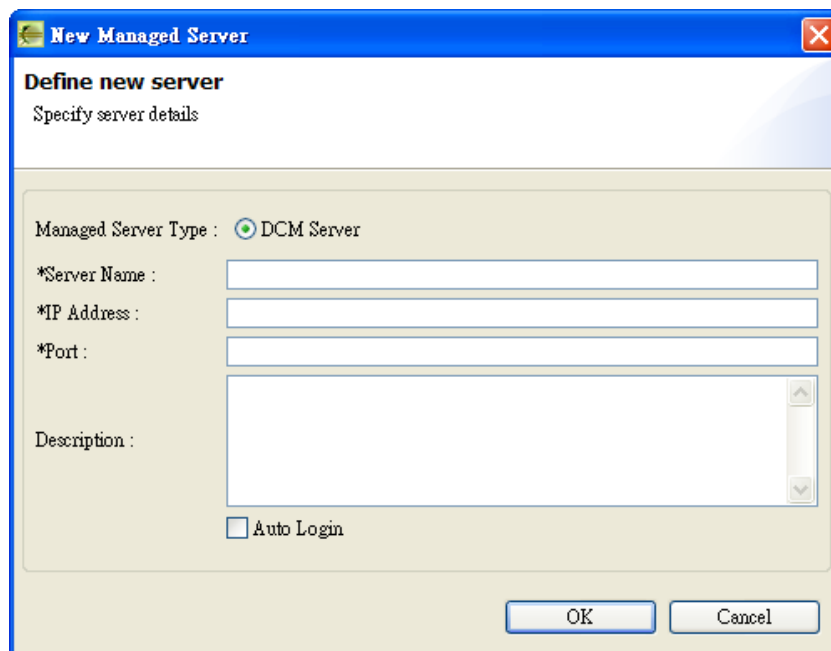 New Managed Server
Define new server
Specify server details
Managed Server Type : DCM Server
*Server Name :
*IP Address :
*Port :
Description :
Auto Login
OK Cancel